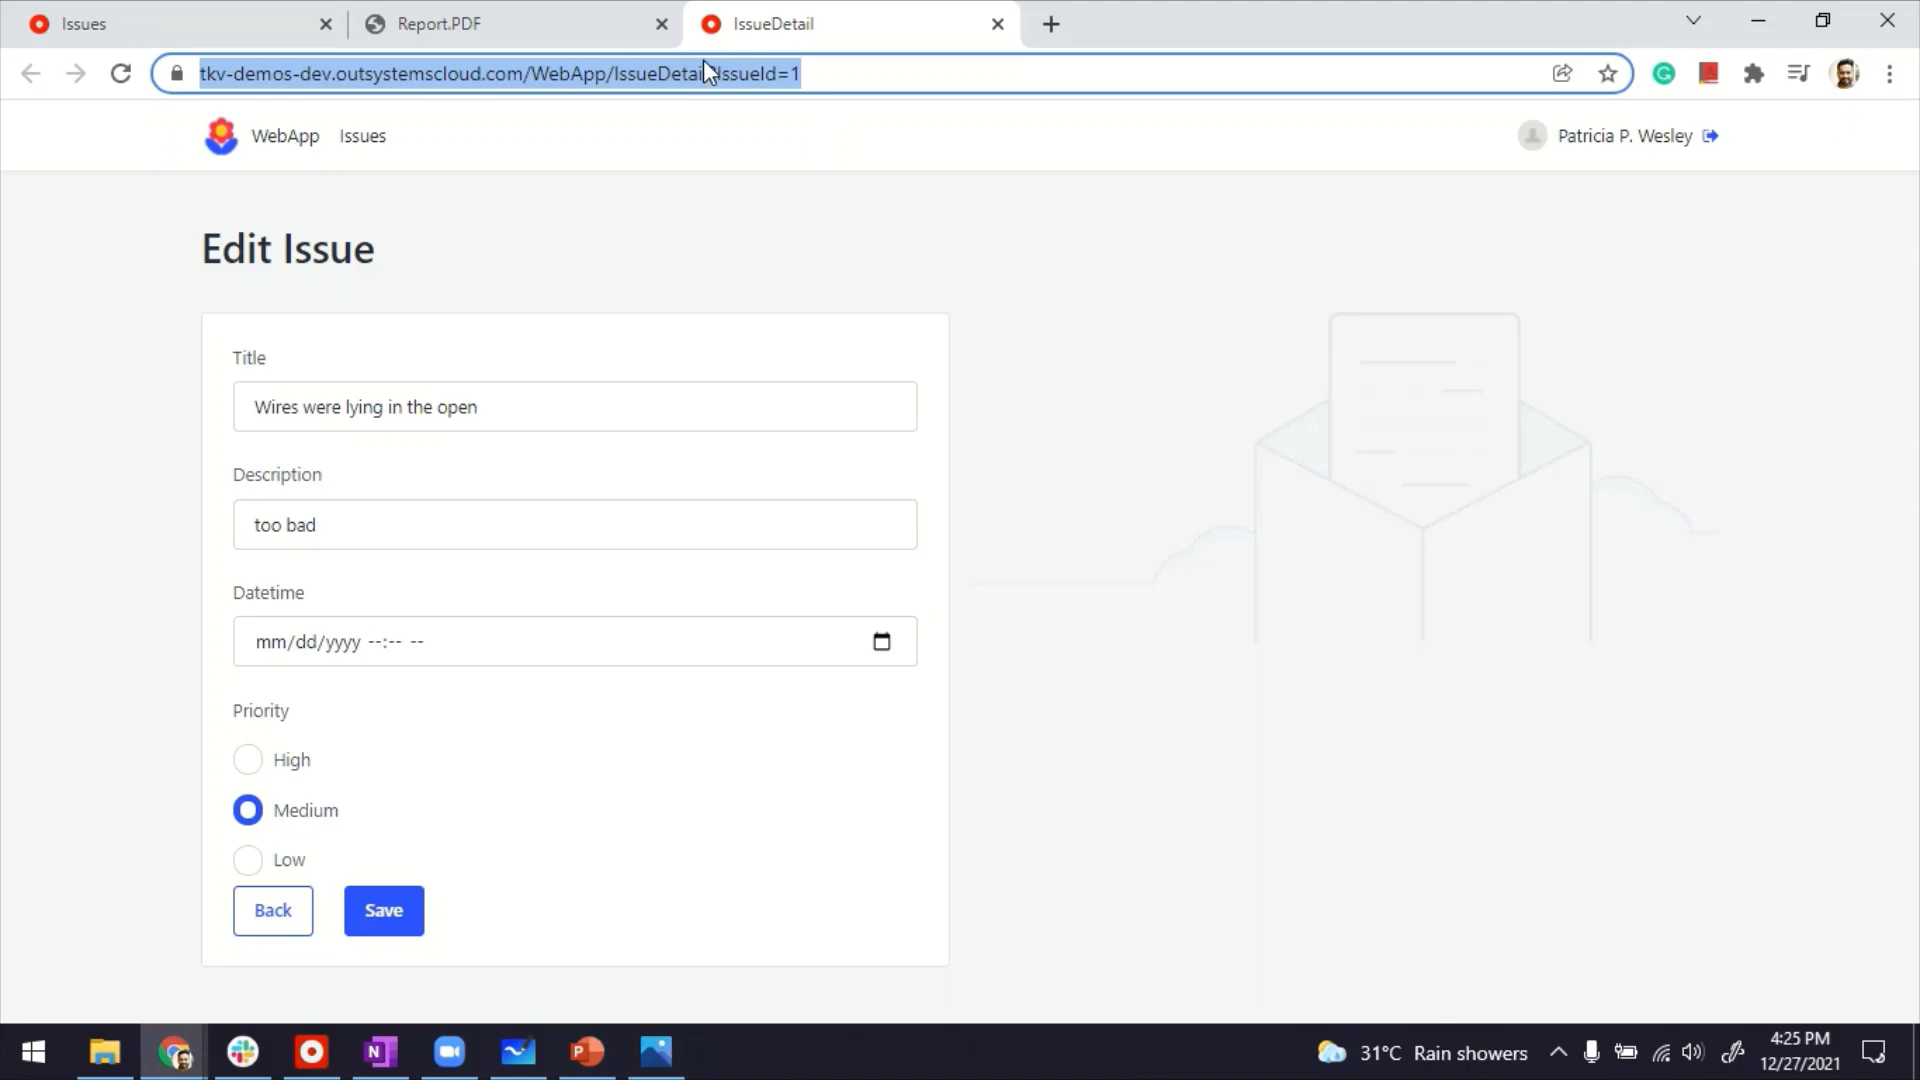 Issues
Report.PDF
IssueDetail
tkv-demos-dev.outsystemscloud.com/WebApp/IssueDetail?IssueId=1
WebApp Issues
Patricia P. Wesley
Edit Issue
Title
Wires were lying in the open
Description
too bad
Datetime
mm/dd/yyyy --:-- --
Priority
High
Medium
Low
Back
Save
31°C Rain showers
4:25 PM
12/27/2021